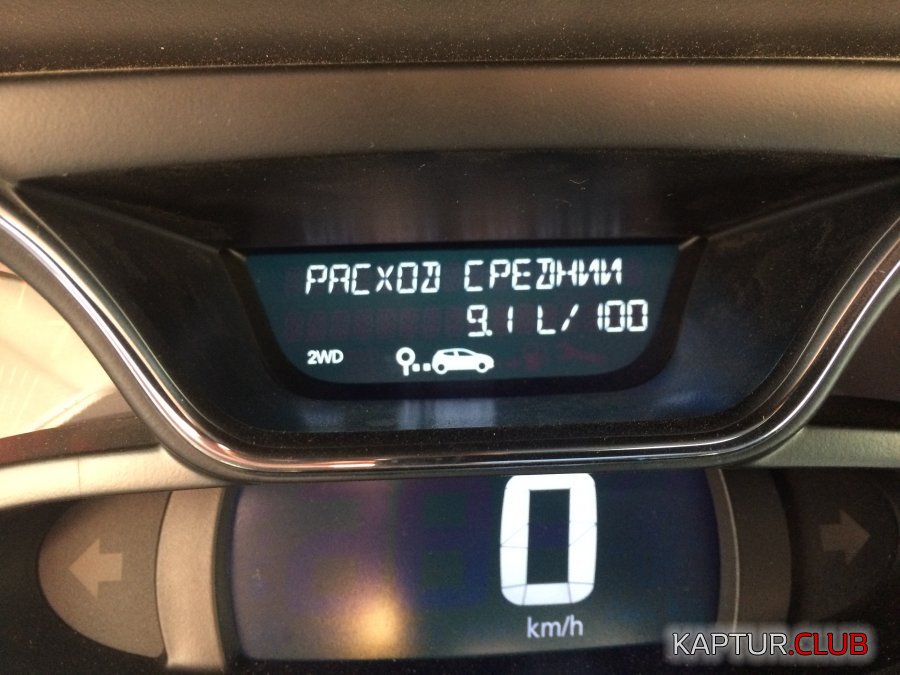 РАСХОД СРЕДНИИ
9.1 L/100
2WD
0
km/h
KAPTUR.CLUB